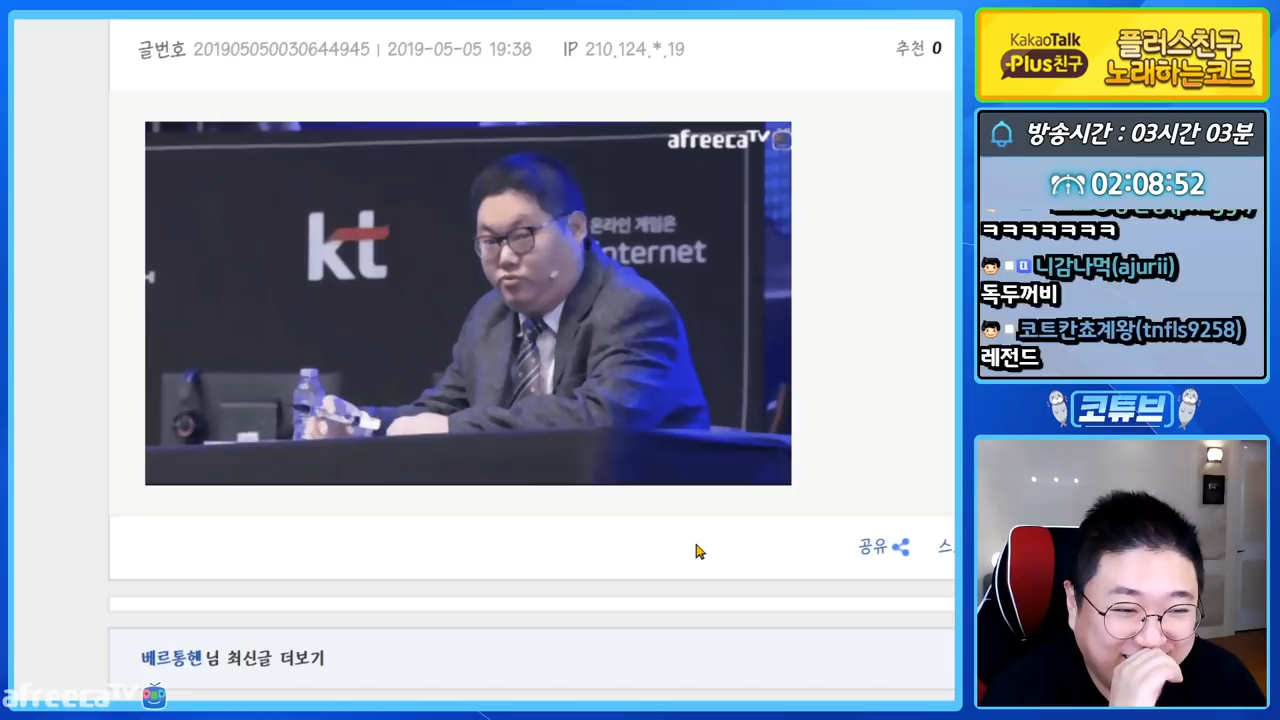 글번호 201905050030644945 | 2019-05-05 19:38 IP 210.124.*.19
추천 0
afreecaTV
kt
온라인 게임은
nternet
공유
베르통현님 최신글 더보기
afreecaTV
KakaoTalk
Plus친구
플러스친구
노래하는코트
방송시간 : 03시간 03분
02:08:52
ㅋㅋㅋㅋㅋㅋㅋ
니감나먹(ajurii)
독두꺼비
코트칸쵸계왕(tnfls9258)
레전드
코튜브